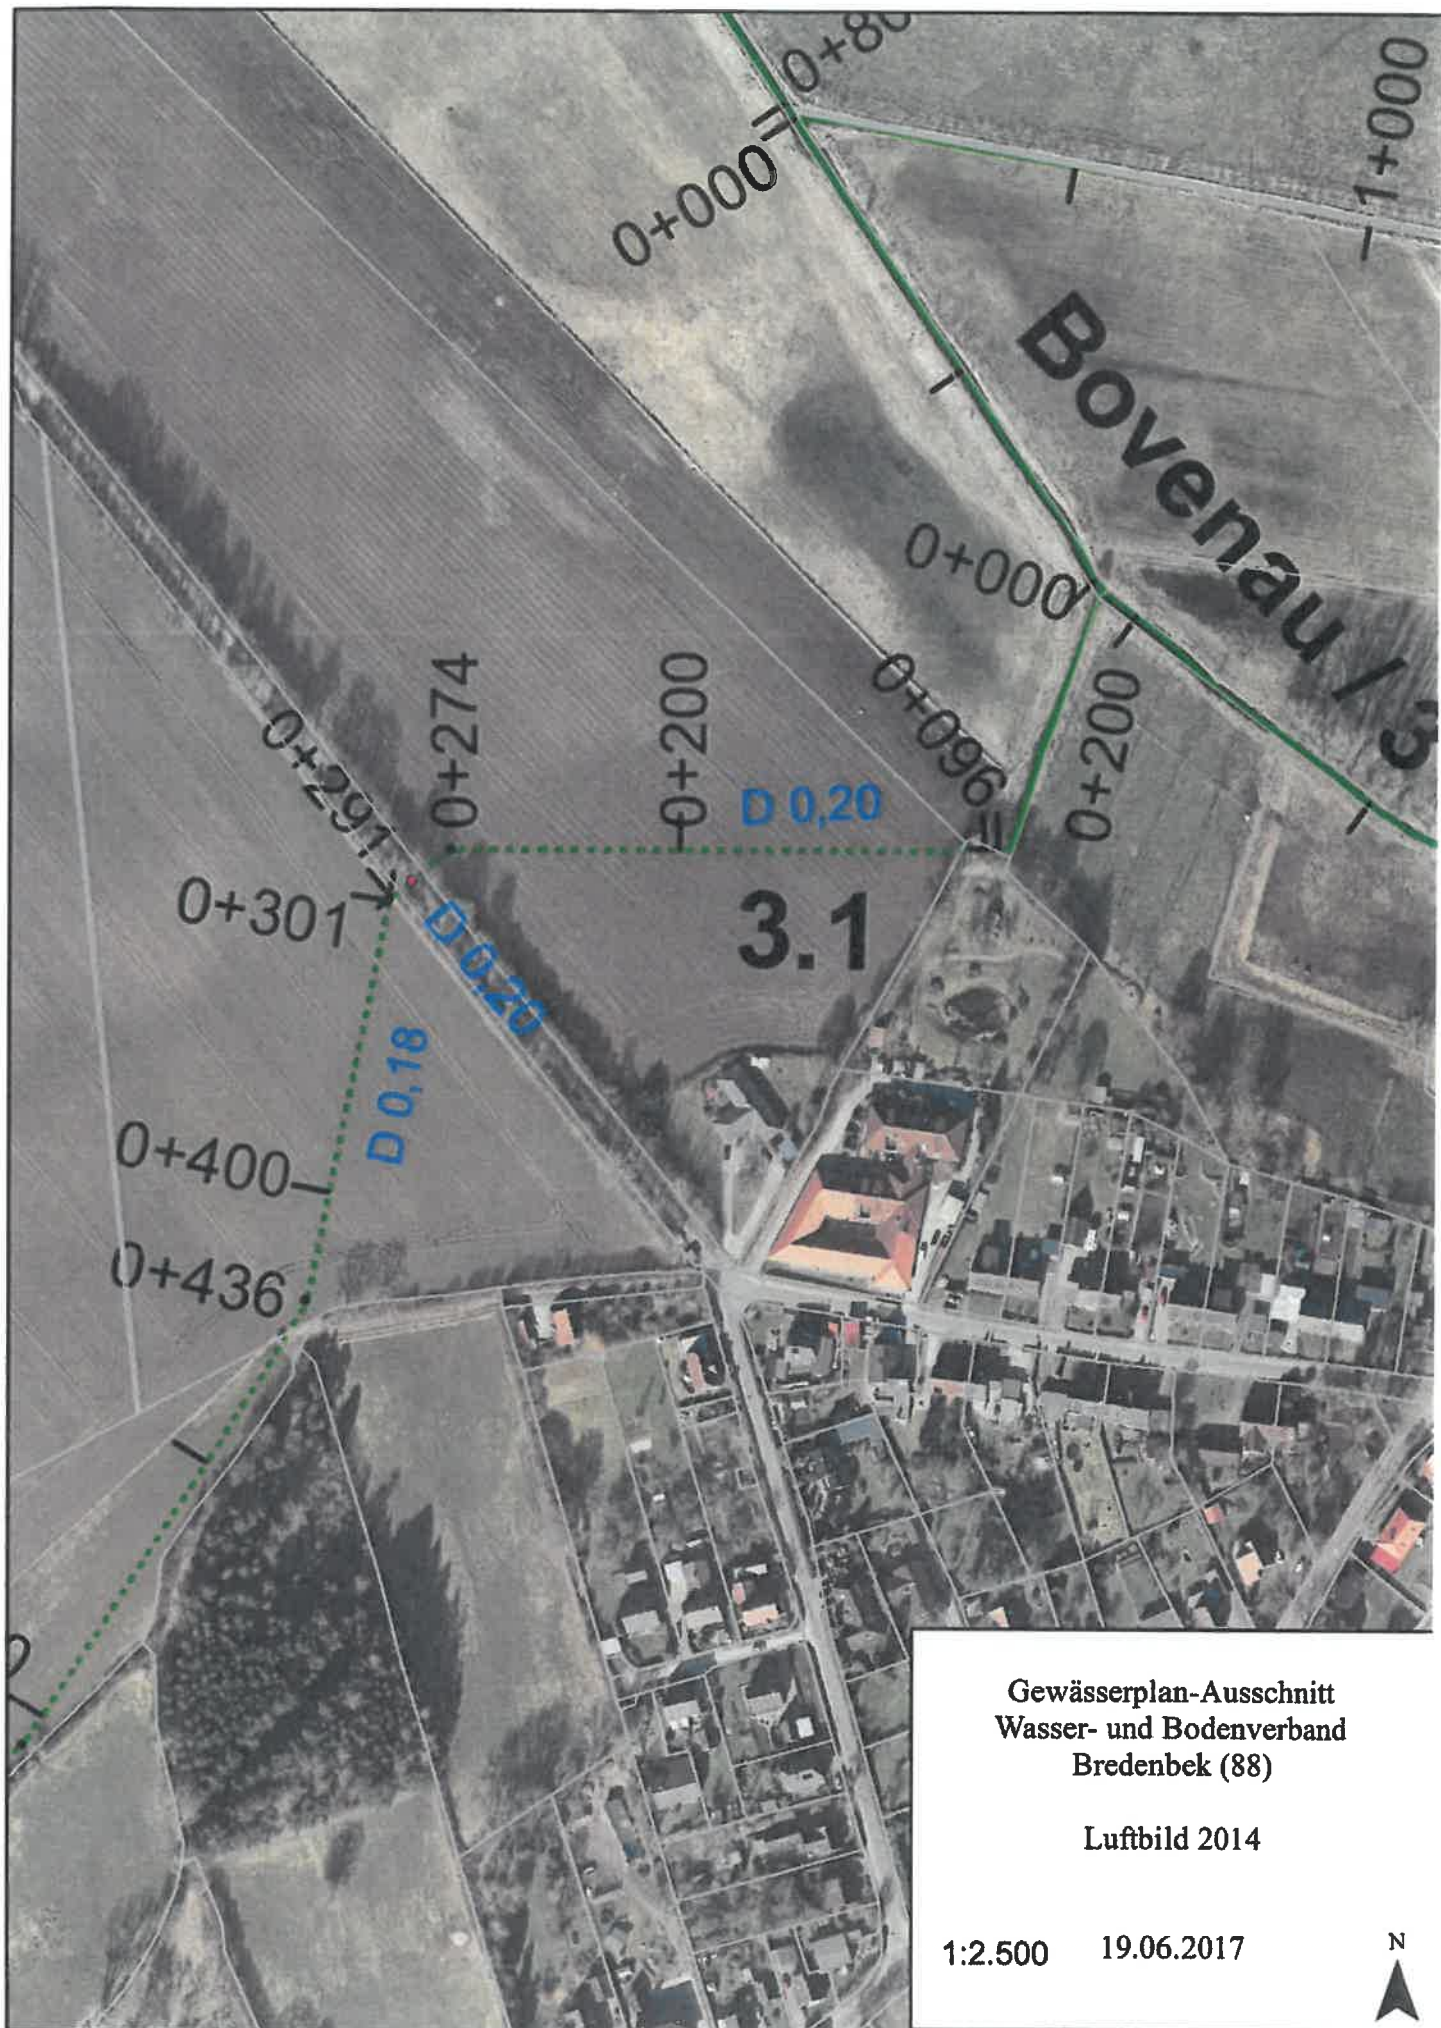 0+80
0+000
1+000
Bovenau / 3
0+000
0+200
0+096
0+200
0+274
0+291
D 0,20
0+301
3.1
D 0,20
D 0,18
0+400
0+436
Gewässerplan-Ausschnitt
Wasser- und Bodenverband
Bredenbek (88)
Luftbild 2014
1:2.500 19.06.2017
N